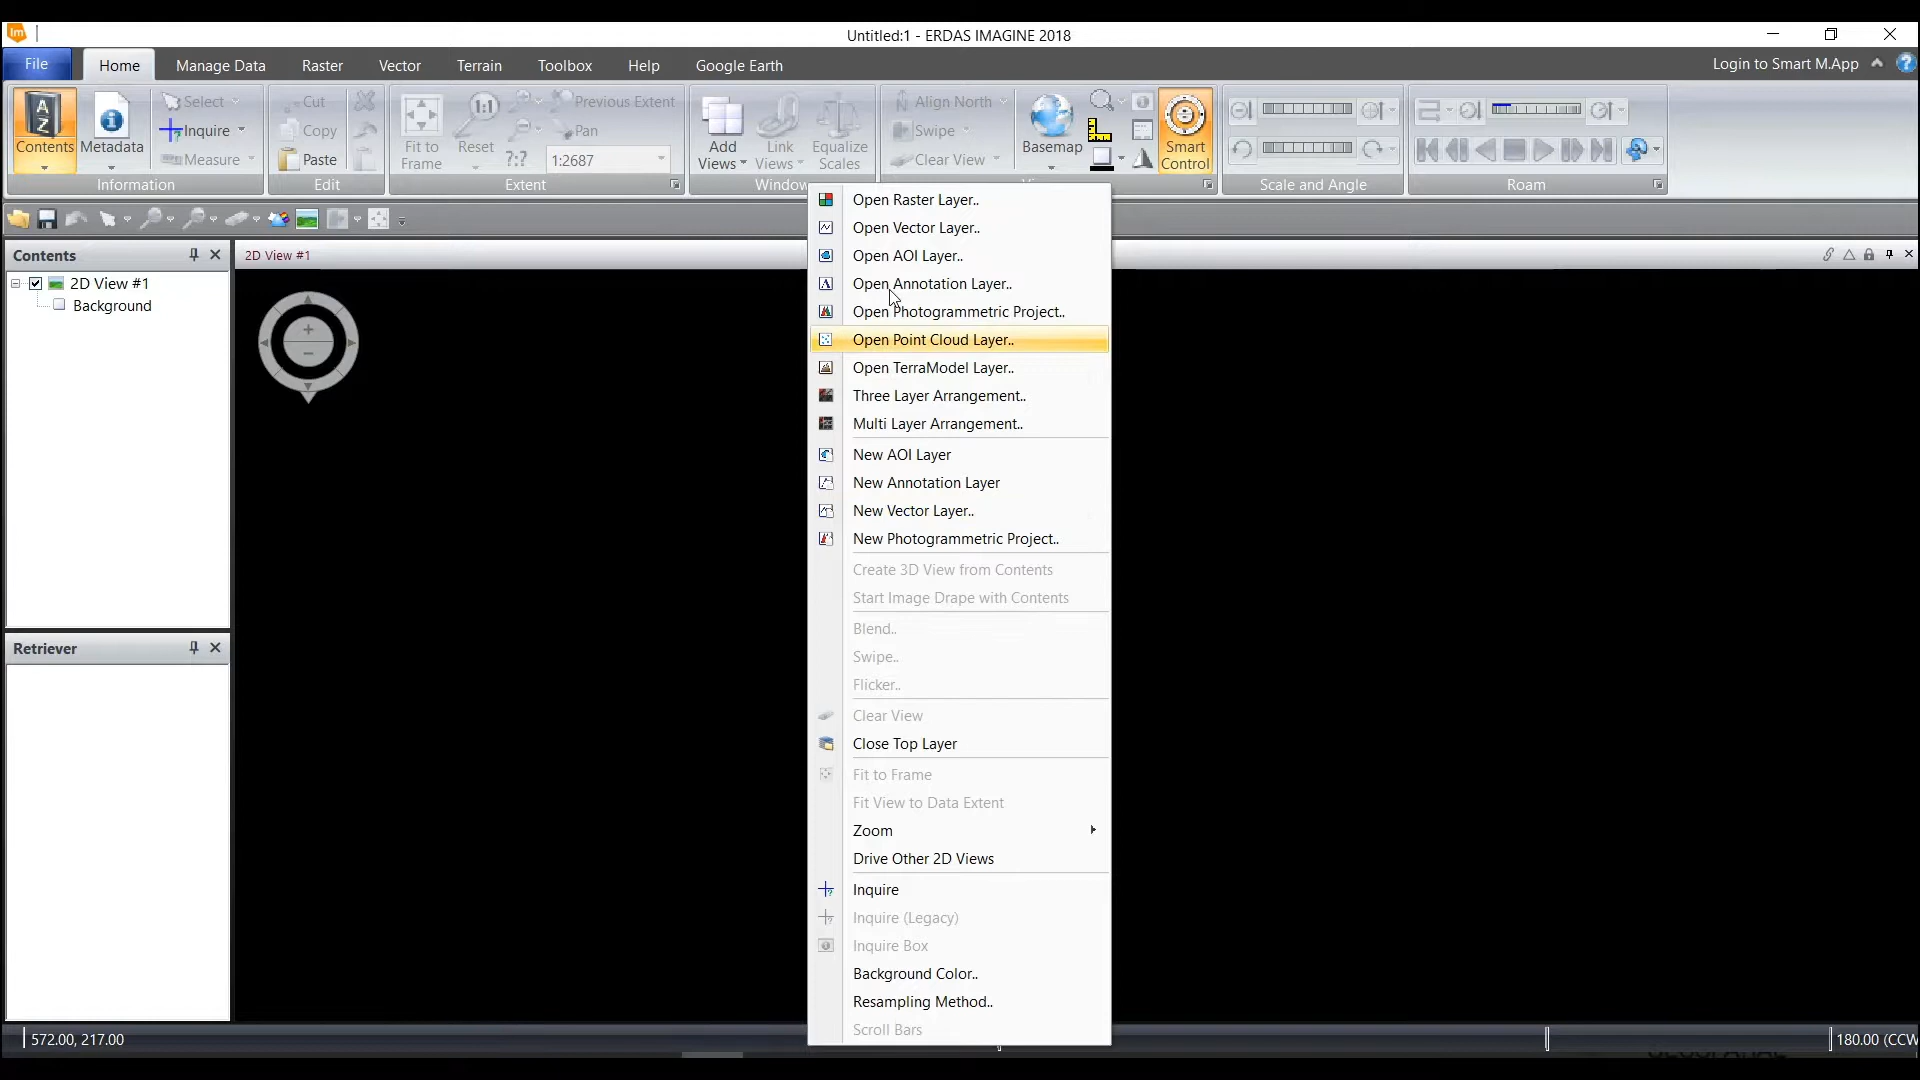 Untitled:1 - ERDAS IMAGINE 2018
File Home Manage Data Raster Vector Terrain Toolbox Help Google Earth Login to Smart M.App
Contents
Metadata
Select
Inquire
Measure
Information
Cut
Copy
Paste
Edit
Fit to Frame
Reset
Previous Extent
Pan
1:2687
Extent
Add Views
Link Views
Equalize Scales
Window
Align North
Swipe
Clear View
Basemap
Smart Control
Scale and Angle
Roam
Contents
2D View #1
Background
Retriever
2D View #1
Open Raster Layer..
Open Vector Layer..
Open AOI Layer..
Open Annotation Layer..
Open Photogrammetric Project..
Open Point Cloud Layer..
Open TerraModel Layer..
Three Layer Arrangement..
Multi Layer Arrangement..
New AOI Layer
New Annotation Layer
New Vector Layer..
New Photogrammetric Project..
Create 3D View from Contents
Start Image Drape with Contents
Blend..
Swipe..
Flicker..
Clear View
Close Top Layer
Fit to Frame
Fit View to Data Extent
Zoom
Drive Other 2D Views
Inquire
Inquire (Legacy)
Inquire Box
Background Color..
Resampling Method..
Scroll Bars
572.00, 217.00
180.00 (CCW